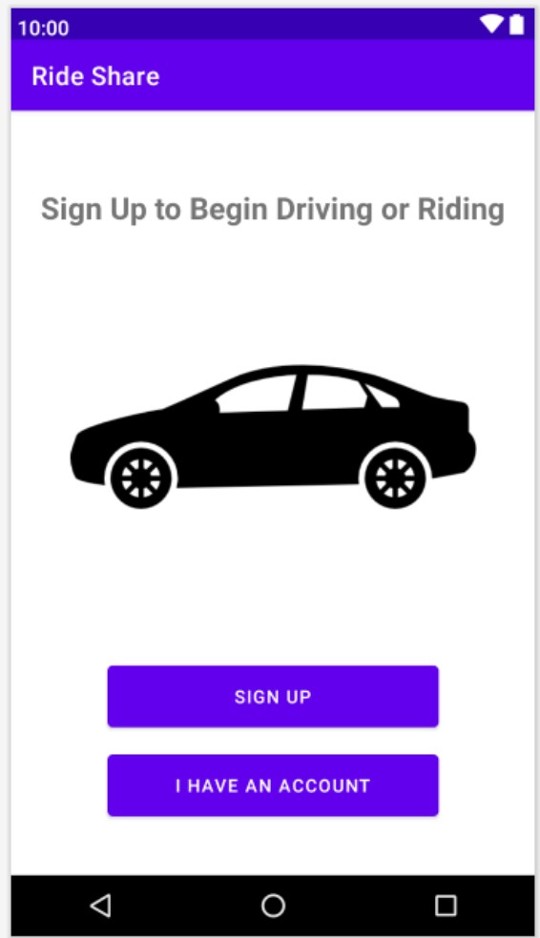 10:00
Ride Share
Sign Up to Begin Driving or Riding
SIGN UP
I HAVE AN ACCOUNT